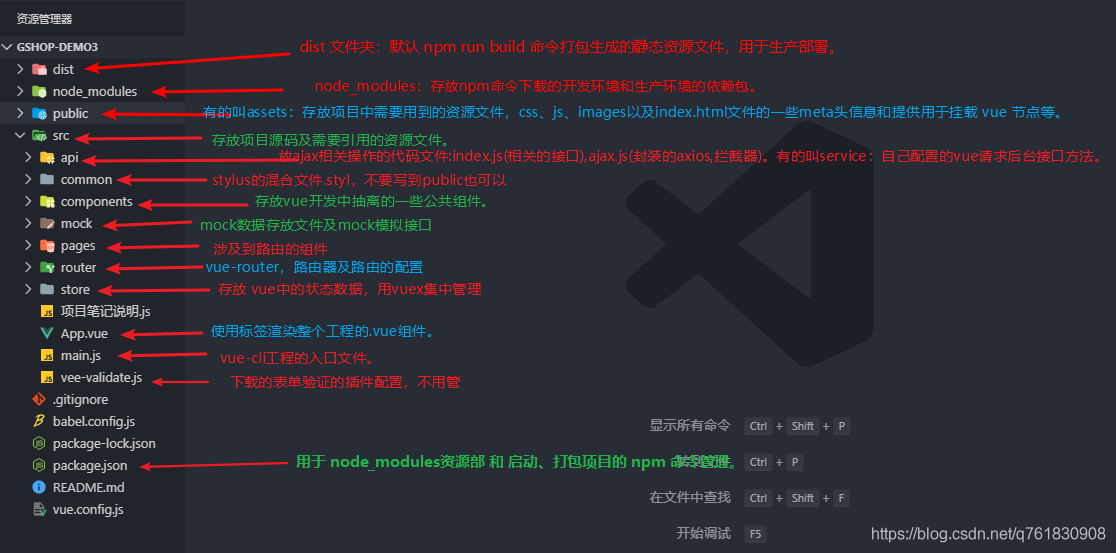 资源管理器
GSHOP-DEMO3
dist 文件夹：默认 npm run build 命令打包生成的静态资源文件，用于生产部署。
dist
node_modules：存放npm命令下载的开发环境和生产环境的依赖包。
node_modules
public
有的叫assets：存放项目中需要用到的资源文件，css、js、images以及index.html文件的一些meta头信息和提供用于挂载 vue 节点等。
src
存放项目源码及需要引用的资源文件。
api
放ajax相关操作的代码文件:index.js(相关的接口),ajax.js(封装的axios,拦截器)。有的叫service：自己配置的vue请求后台接口方法。
common
stylus的混合文件.styl，不要写到public也可以
components
存放vue开发中抽离的一些公共组件。
mock
mock数据存放文件及mock模拟接口
pages
涉及到路由的组件
router
vue-router，路由器及路由的配置
store
存放 vue中的状态数据，用vuex集中管理
项目笔记说明.js
App.vue
使用标签渲染整个工程的.vue组件。
main.js
vue-cli工程的入口文件。
vee-validate.js
下载的表单验证的插件配置，不用管
.gitignore
babel.config.js
显示所有命令 Ctrl + Shift + P
package-lock.json
package.json
用于 node_modules资源部 和 启动、打包项目的 npm 命令管理。
Ctrl + P
README.md
在文件中查找 Ctrl + Shift + F
vue.config.js
开始调试 F5
https://blog.csdn.net/q761830908